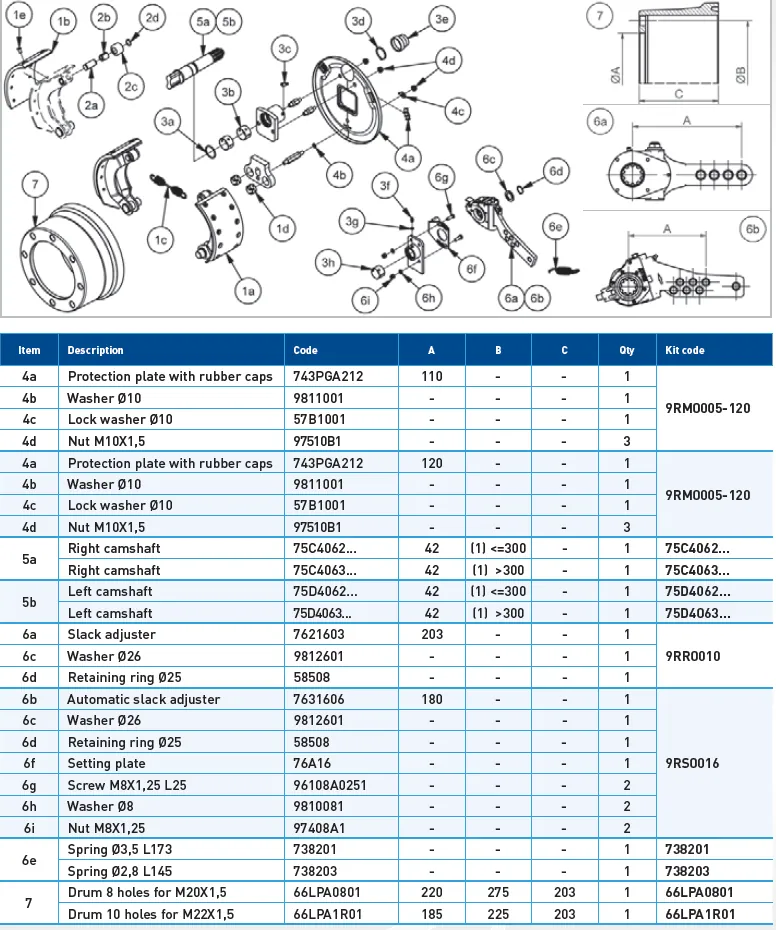 1e
1b
2b
2d
2c
2a
5a
5b
3d
3e
3c
4d
3b
4c
3a
4a
4b
7
1c
1d
1a
3f
6g
6c
6d
3g
6e
3h
6f
6i
6h
6a
6b
7
ØA
ØB
C
6a
A
A
6b
Item Description Code A B C Qty Kit code
4a Protection plate with rubber caps 743PGA212 110 - - 1
4b Washer Ø10 9811001 - - - 1
9RM0005-120
4c Lock washer Ø10 57B1001 - - - 1
4d Nut M10X1,5 97510B1 - - - 3
4a Protection plate with rubber caps 743PGA212 120 - - 1
4b Washer Ø10 9811001 - - - 1
9RM0005-120
4c Lock washer Ø10 57B1001 - - - 1
4d Nut M10X1,5 97510B1 - - - 3
5a Right camshaft 75C4062... 42 (1) <=300 - 1 75C4062...
Right camshaft 75C4063... 42 (1) >300 - 1 75C4063...
5b Left camshaft 75D4062... 42 (1) <=300 - 1 75D4062...
Left camshaft 75D4063... 42 (1) >300 - 1 75D4063...
6a Slack adjuster 7621603 203 - - 1
6c Washer Ø26 9812601 - - - 1 9RR0010
6d Retaining ring Ø25 58508 - - - 1
6b Automatic slack adjuster 7631606 180 - - 1
6c Washer Ø26 9812601 - - - 1
6d Retaining ring Ø25 58508 - - - 1
6f Setting plate 76A16 - - - 1 9RS0016
6g Screw M8X1,25 L25 96108A0251 - - - 2
6h Washer Ø8 9810081 - - - 2
6i Nut M8X1,25 97408A1 - - - 2
6e Spring Ø3,5 L173 738201 - - - 1 738201
Spring Ø2,8 L145 738203 - - - 1 738203
7 Drum 8 holes for M20X1,5 66LPA0801 220 275 203 1 66LPA0801
Drum 10 holes for M22X1,5 66LPA1R01 185 225 203 1 66LPA1R01